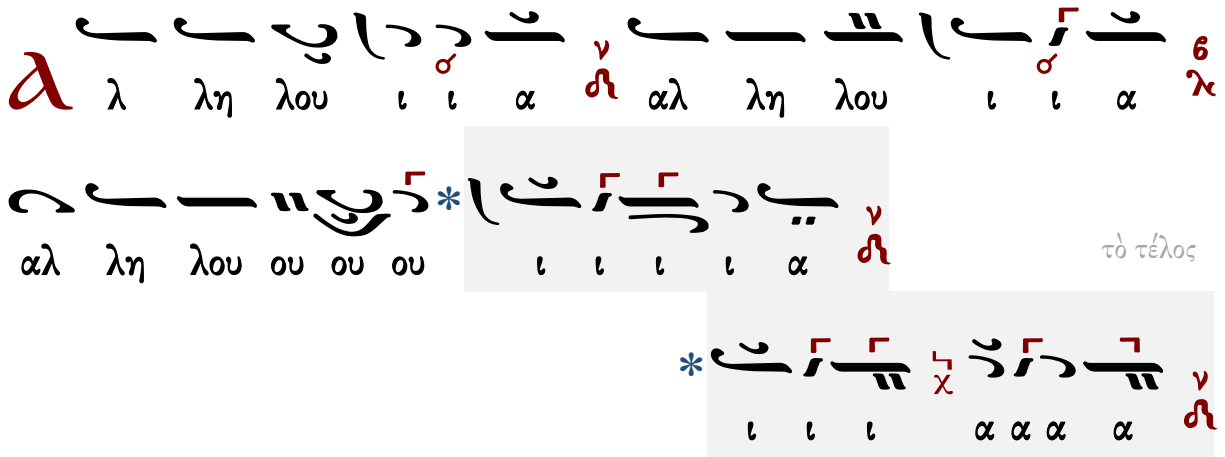 α λ λη λου ι ι α ν αλ λη λου ι ι α β
αλ λη λου ου ου ου * ι ι ι ι α ν
τὸ τέλος
* ι ι ι χ α α α α ν